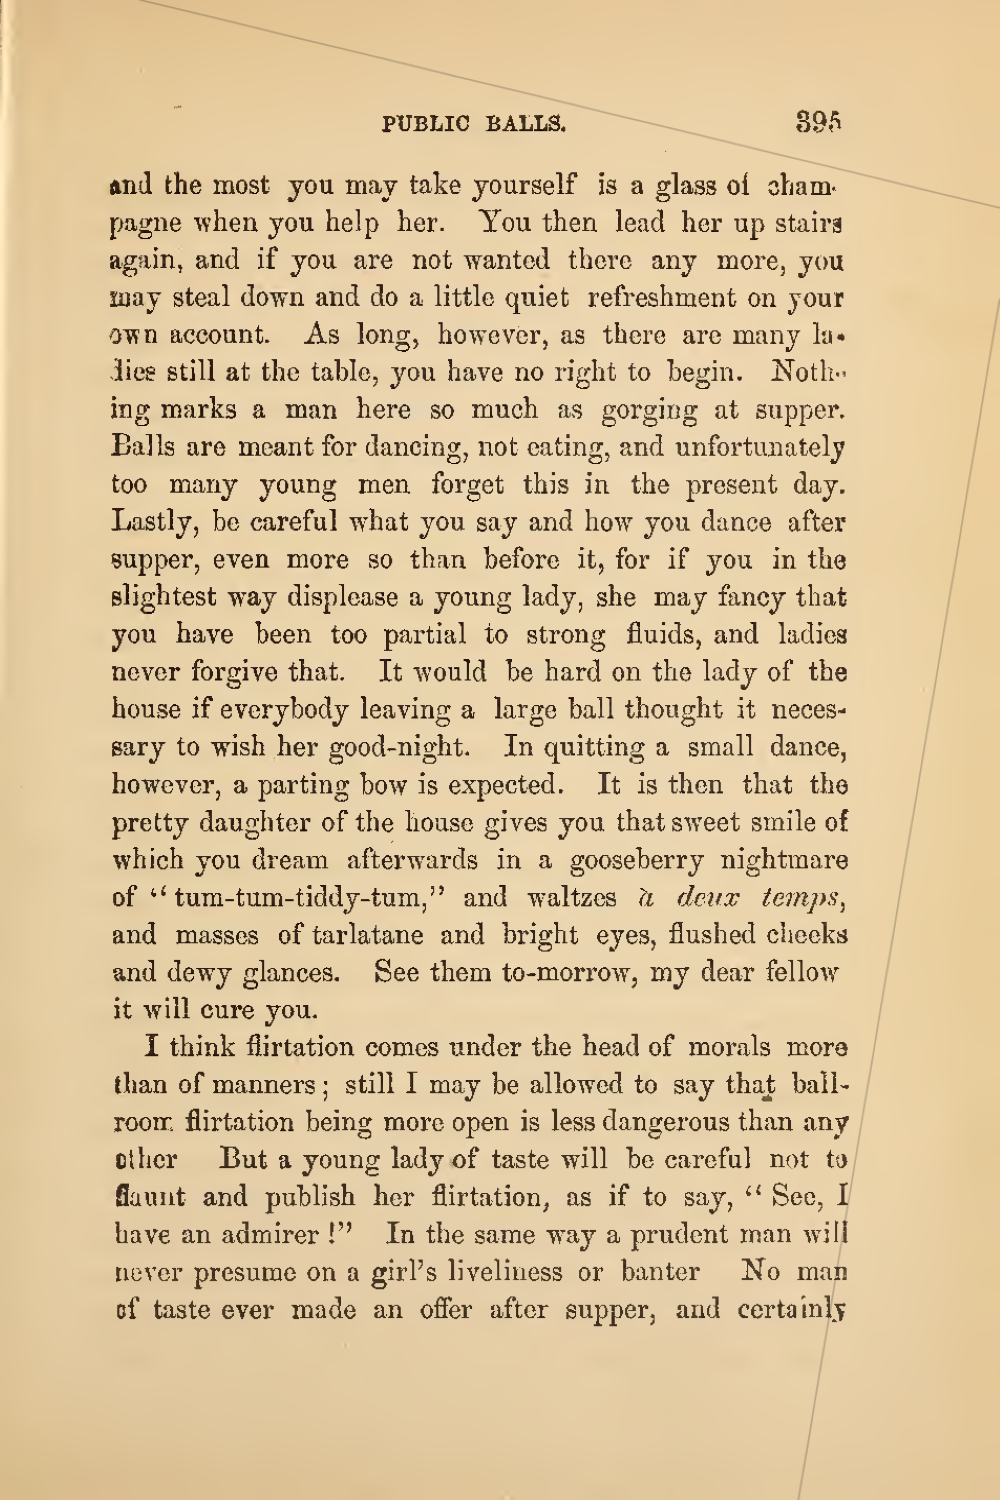 PUBLIC BALLS. 395
and the most you may take yourself is a glass of cham-
pagne when you help her. You then lead her up stairs
again, and if you are not wanted there any more, you
may steal down and do a little quiet refreshment on your
own account. As long, however, as there are many la-
dies still at the table, you have no right to begin. Noth-
ing marks a man here so much as gorging at supper.
Balls are meant for dancing, not eating, and unfortunately
too many young men forget this in the present day.
Lastly, be careful what you say and how you dance after
supper, even more so than before it, for if you in the
slightest way displease a young lady, she may fancy that
you have been too partial to strong fluids, and ladies
never forgive that. It would be hard on the lady of the
house if everybody leaving a large ball thought it neces-
sary to wish her good-night. In quitting a small dance,
however, a parting bow is expected. It is then that the
pretty daughter of the house gives you that sweet smile of
which you dream afterwards in a gooseberry nightmare
of “tum-tum-tiddy-tum,” and waltzes à deux temps,
and masses of tarlatane and bright eyes, flushed cheeks
and dewy glances. See them to-morrow, my dear fellow
it will cure you.
I think flirtation comes under the head of morals more
than of manners; still I may be allowed to say that ball-
room flirtation being more open is less dangerous than any
other But a young lady of taste will be careful not to
flaunt and publish her flirtation, as if to say, “See, I
have an admirer!” In the same way a prudent man will
never presume on a girl’s liveliness or banter No man
of taste ever made an offer after supper, and certainly